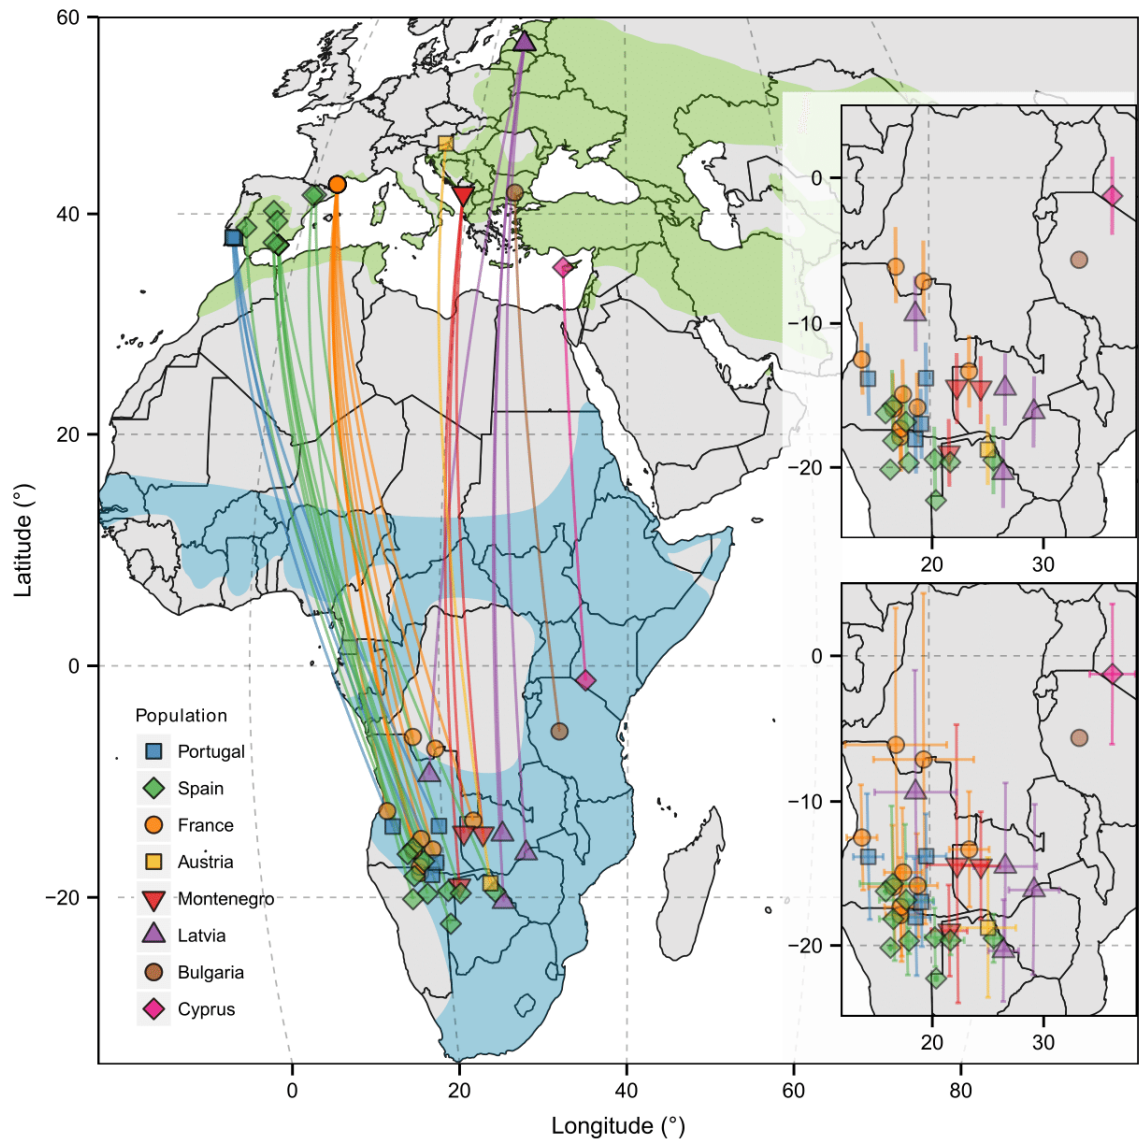 60
40
20
0
−20
Latitude (°)
0
20
40
60
80
Longitude (°)
Population
Portugal
Spain
France
Austria
Montenegro
Latvia
Bulgaria
Cyprus
0
−10
−20
20
30
0
−10
−20
20
30